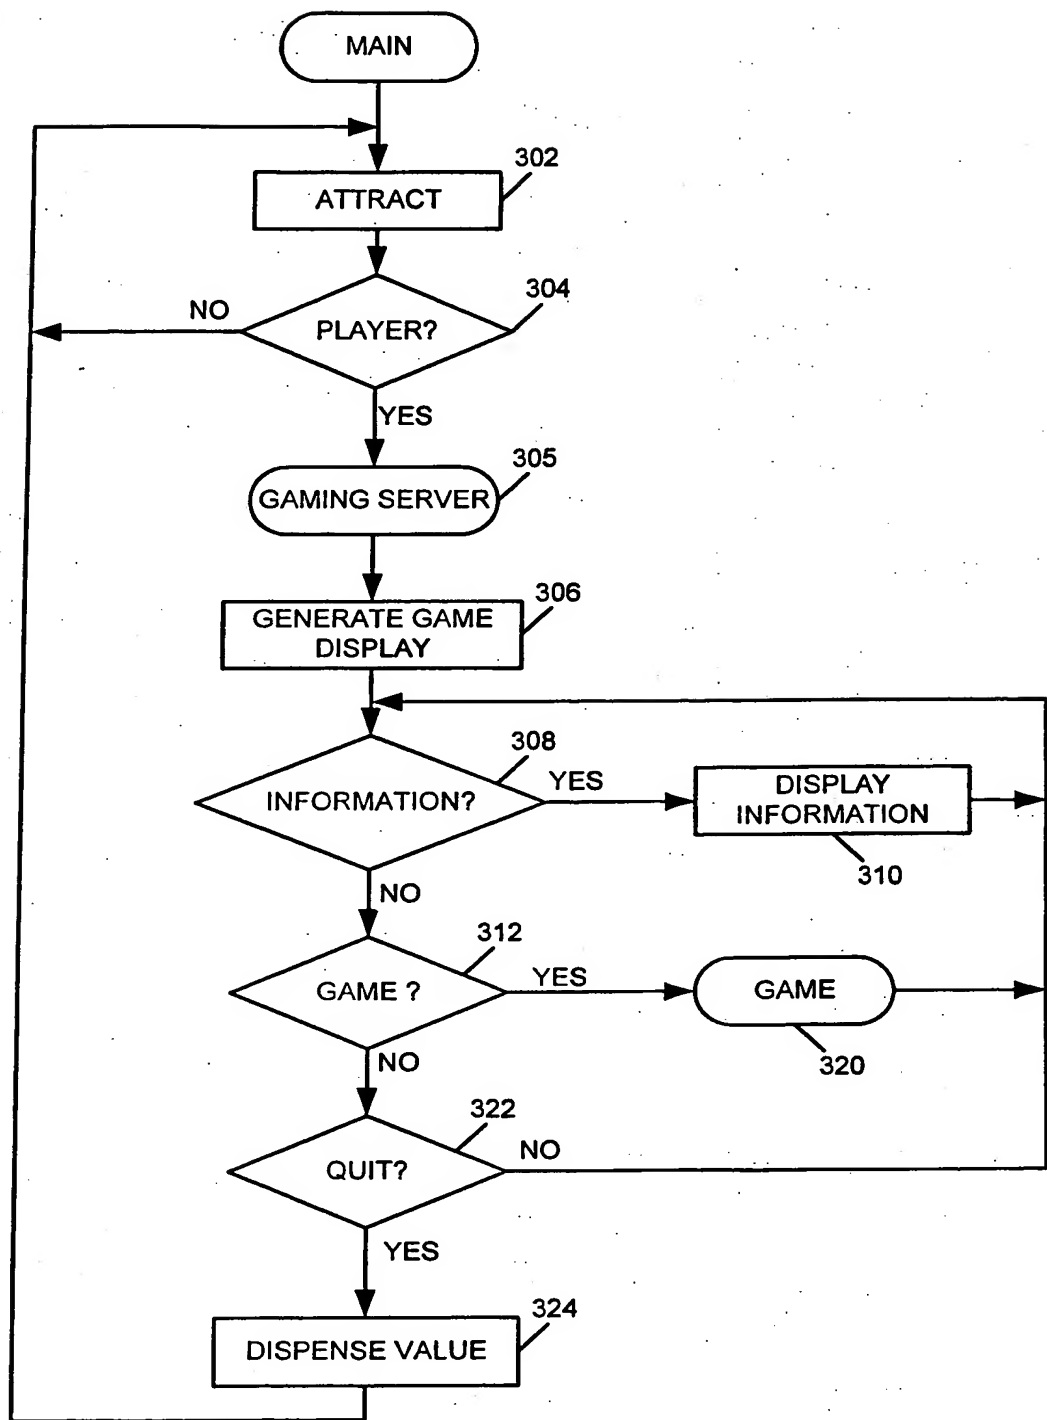 MAIN
302
ATTRACT
304
NO
PLAYER?
YES
305
GAMING SERVER
306
GENERATE GAME
DISPLAY
308
INFORMATION?
YES
DISPLAY
INFORMATION
310
NO
312
GAME ?
YES
GAME
320
NO
322
QUIT?
NO
YES
324
DISPENSE VALUE